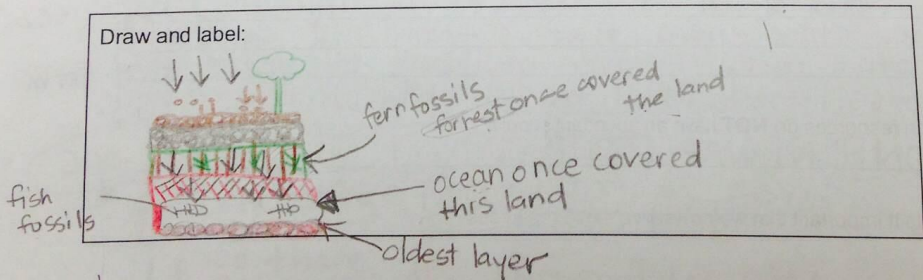 Draw and label:
fern fossils
forrest once covered
the land
ocean once covered
this land
fish
fossils
oldest layer